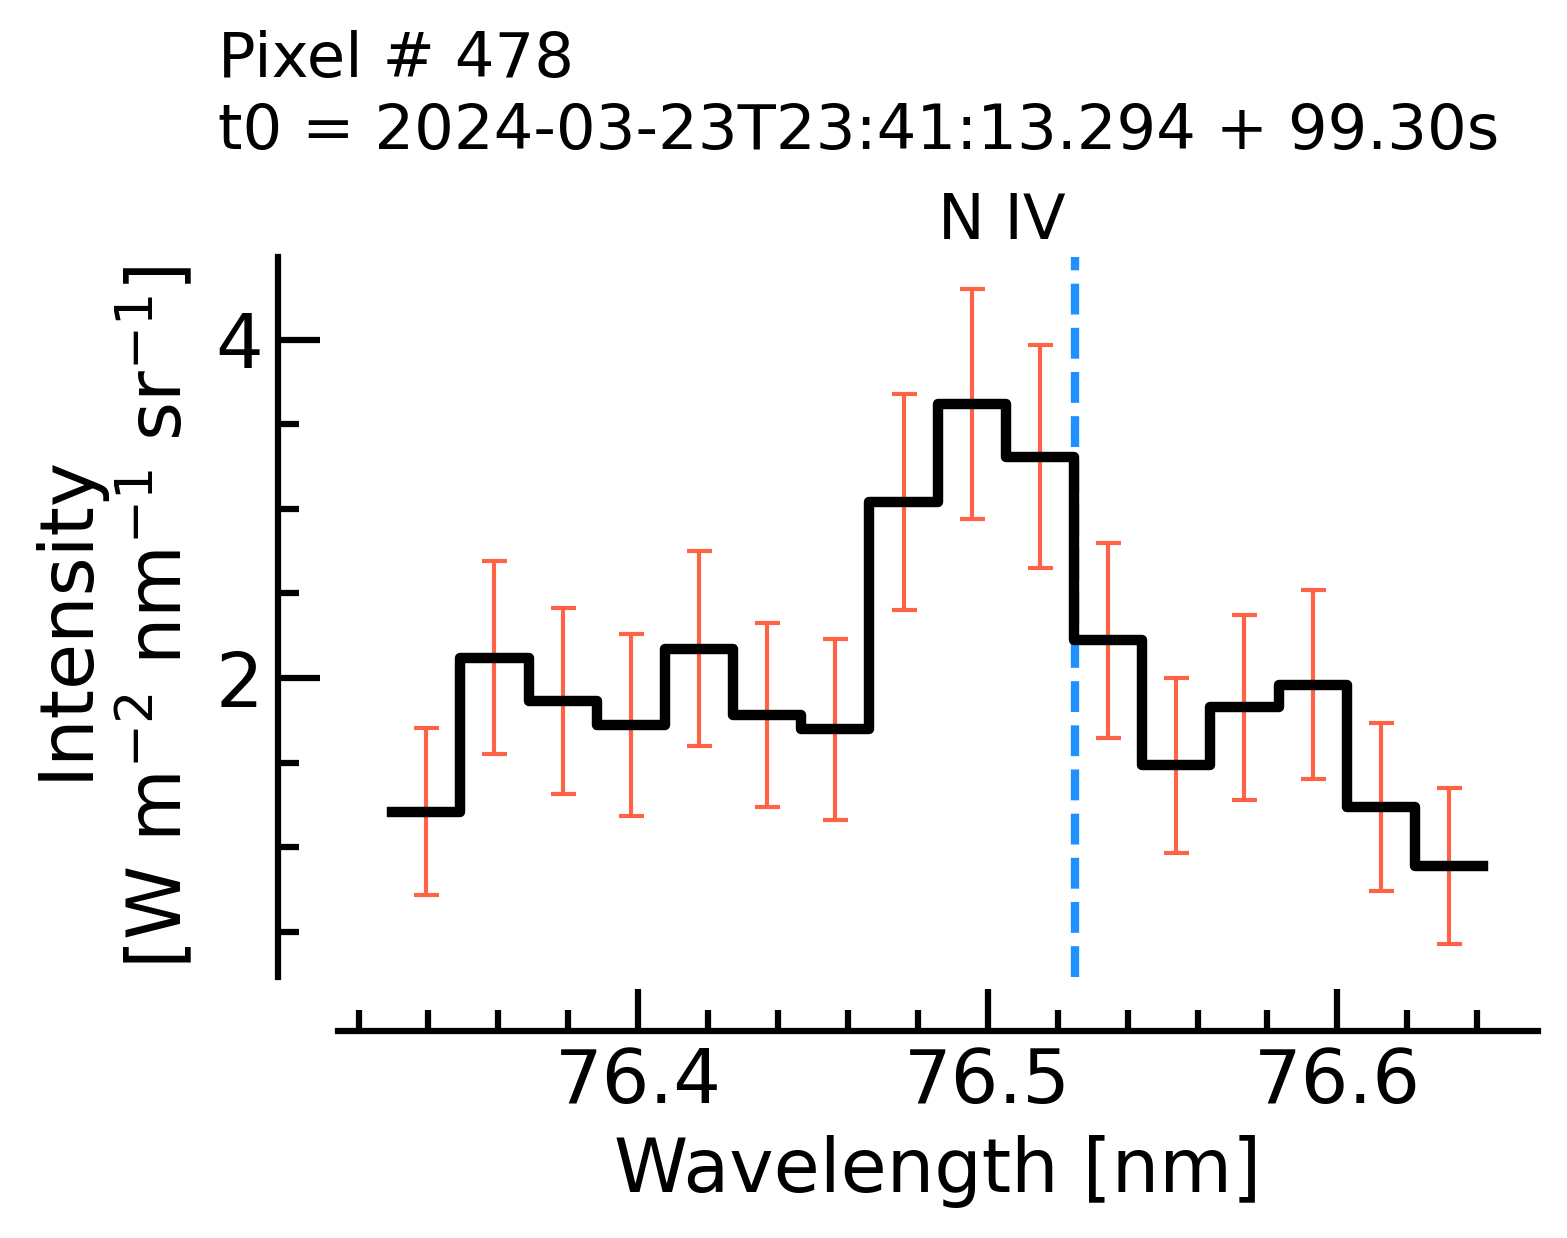 Pixel # 478
t0 = 2024-03-23T23:41:13.294 + 99.30s
N IV
Intensity
[W m⁻² nm⁻¹ sr⁻¹]
4
2
76.4 76.5 76.6
Wavelength [nm]